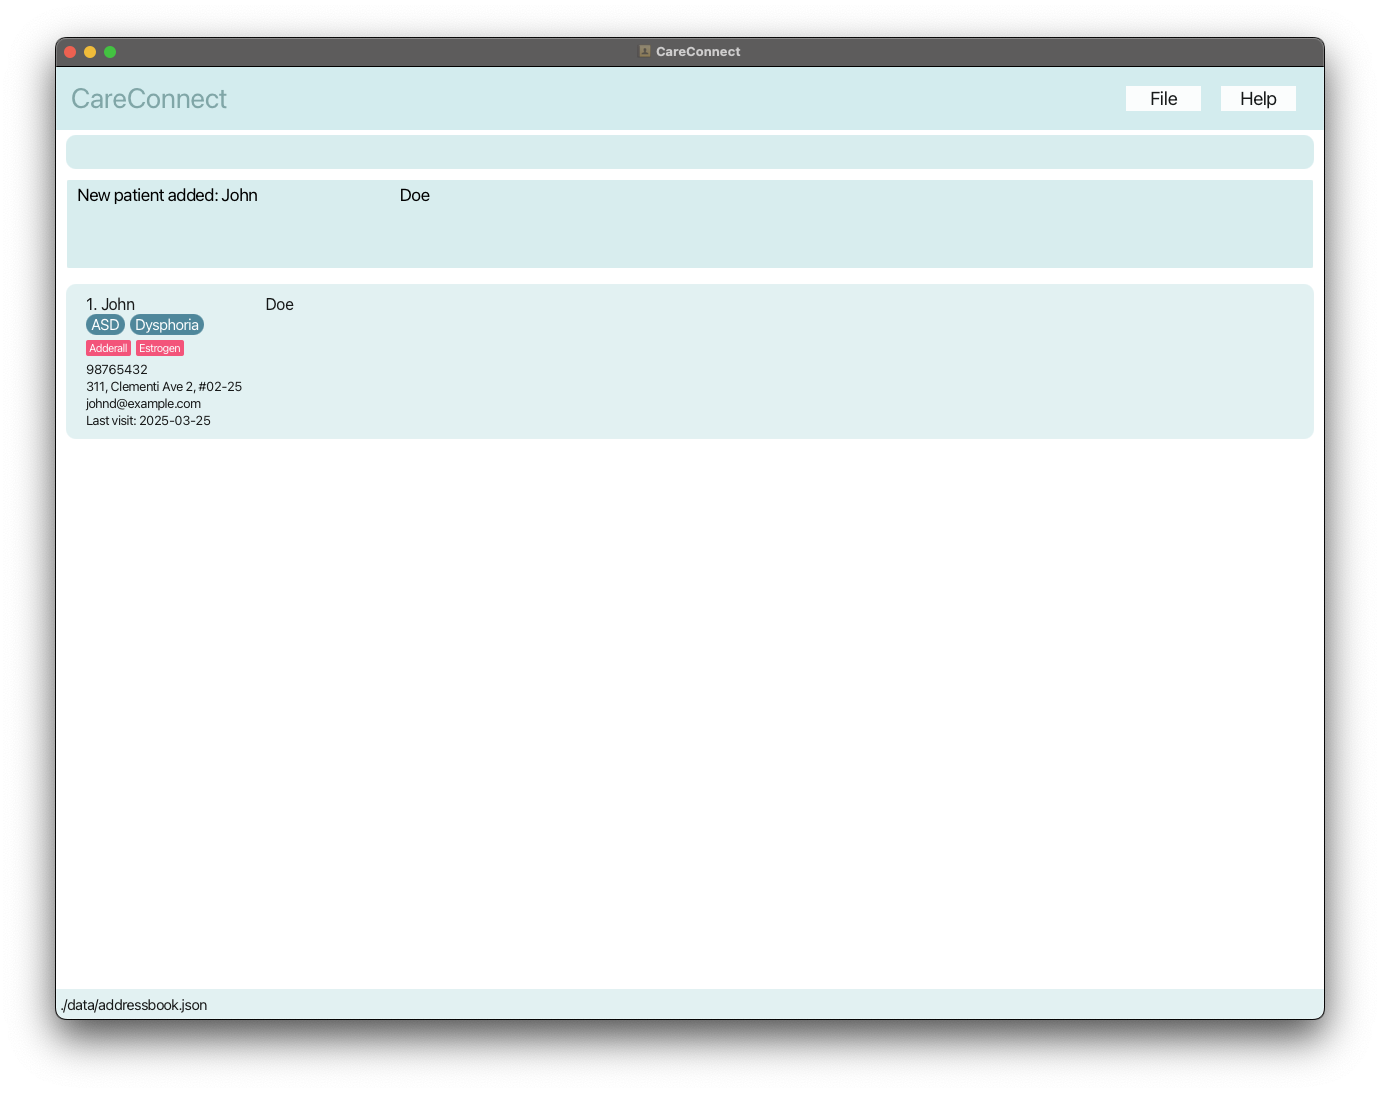 CareConnect
CareConnect
File Help
New patient added: John Doe
1. John Doe
ASD Dysphoria
Adderall Estrogen
98765432
311, Clementi Ave 2, #02-25
johnd@example.com
Last visit: 2025-03-25
./data/addressbook.json